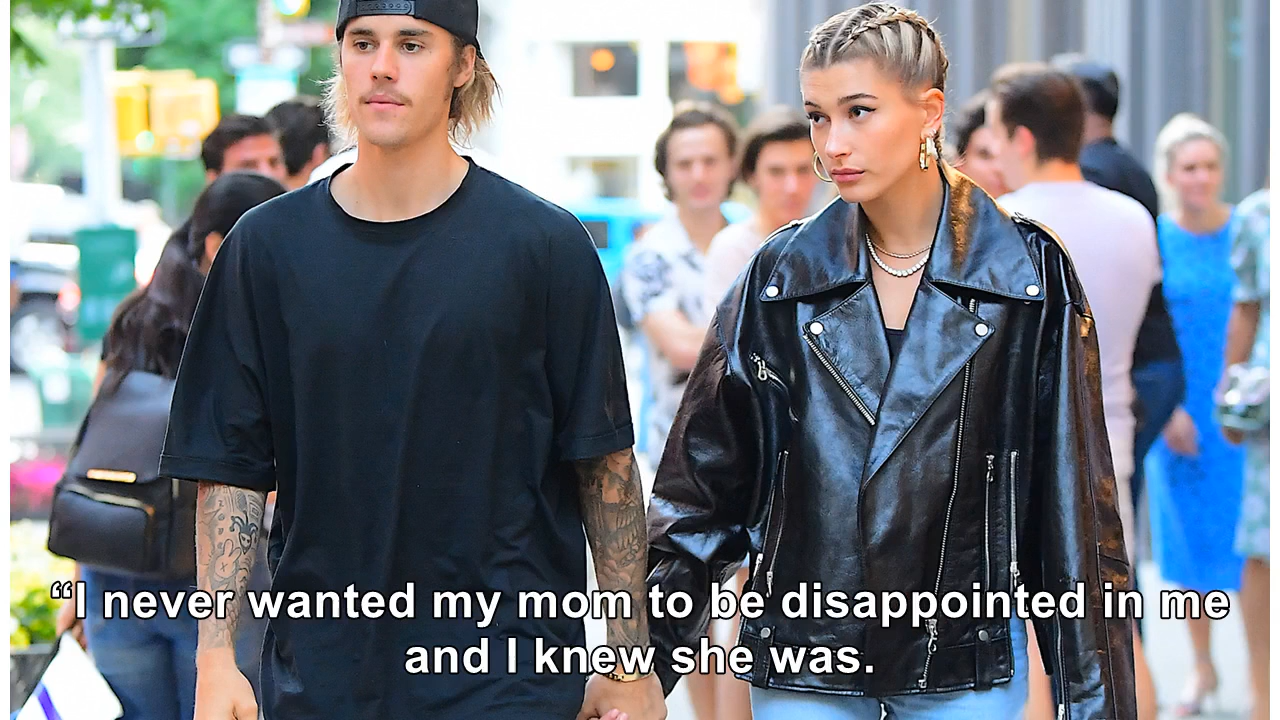 “I never wanted my mom to be disappointed in me
and I knew she was.